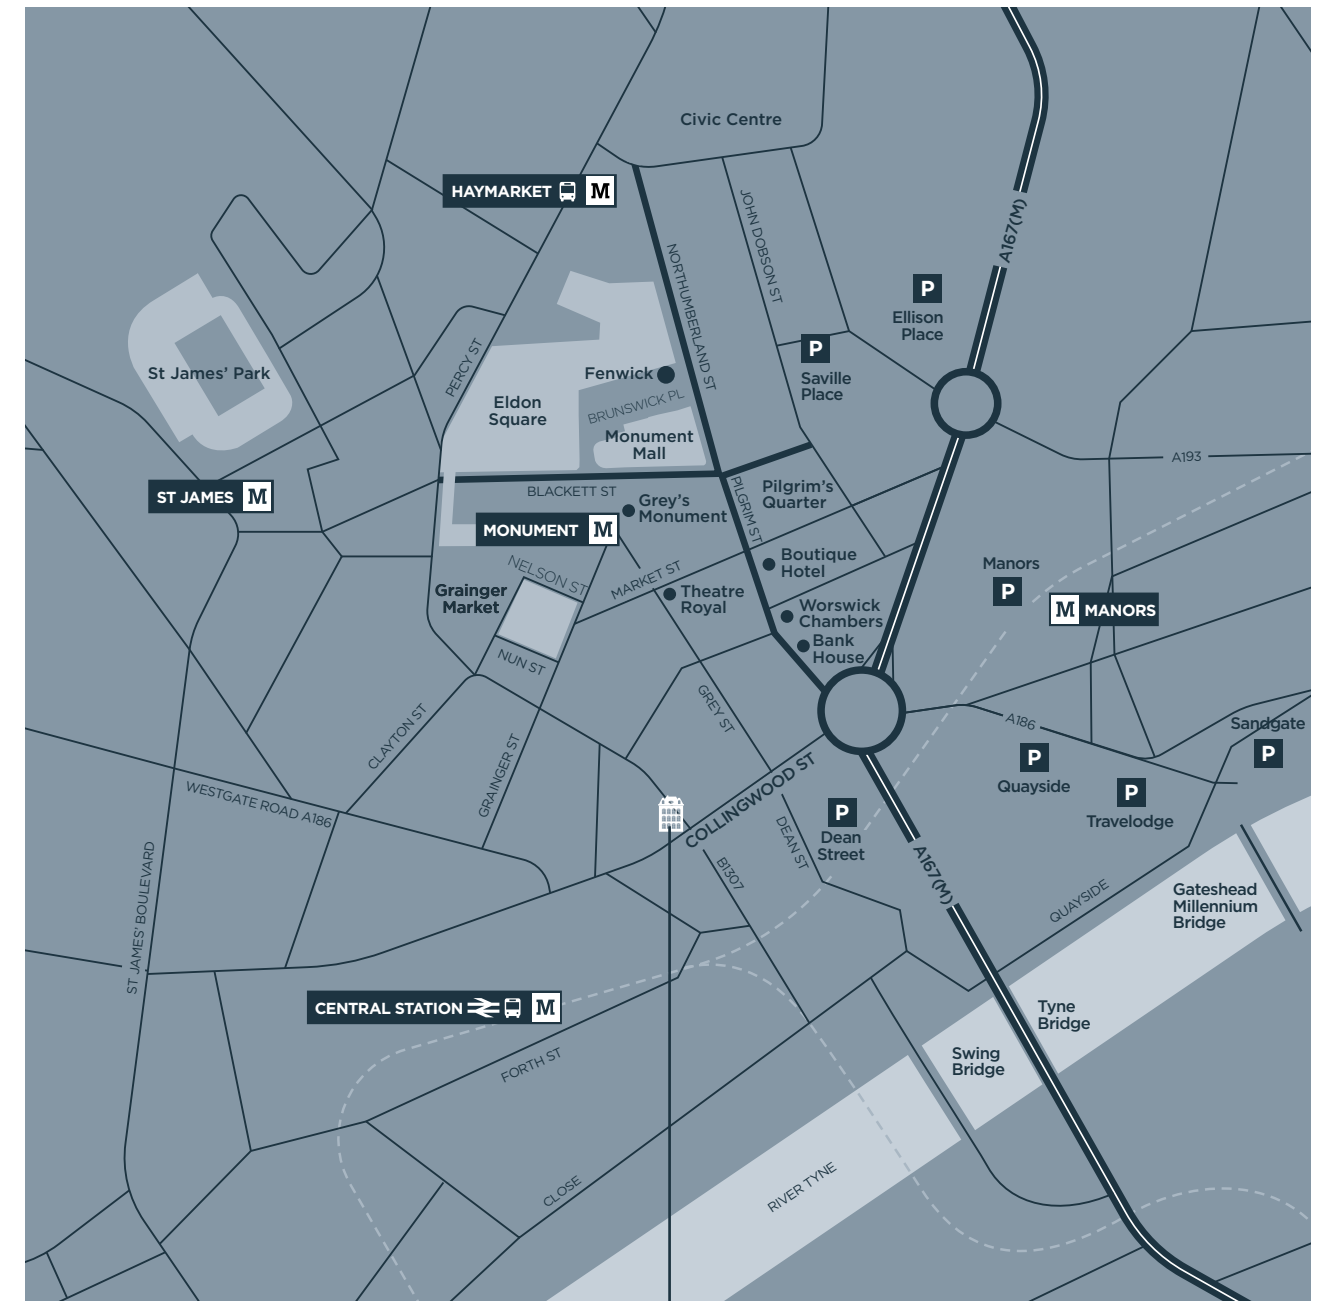 Civic Centre
HAYMARKET M
JOHN DOBSON ST
A167(M)
NORTHUMBERLAND ST
P
Ellison
Place
P
Saville
Place
St James’ Park
PERCY ST
Fenwick
Eldon
Square
BRUNSWICK PL
Monument
Mall
A193
ST JAMES M
BLACKETT ST
Grey’s
Monument
PILGRIM ST
Pilgrim’s
Quarter
MONUMENT M
Boutique
Hotel
Manors
P
M MANORS
NELSON ST
MARKET ST
Grainger
Market
Theatre
Royal
Worswick
Chambers
Bank
House
NUN ST
GREY ST
CLAYTON ST
GRAINGER ST
A186
Sandgate
P
P
Quayside
P
Travelodge
WESTGATE ROAD A186
COLLINGWOOD ST
P
Dean
Street
DEAN ST
B1307
A167(M)
ST JAMES’ BOULEVARD
QUAYSIDE
Gateshead
Millennium
Bridge
CENTRAL STATION M
Tyne
Bridge
Swing
Bridge
FORTH ST
CLOSE
RIVER TYNE